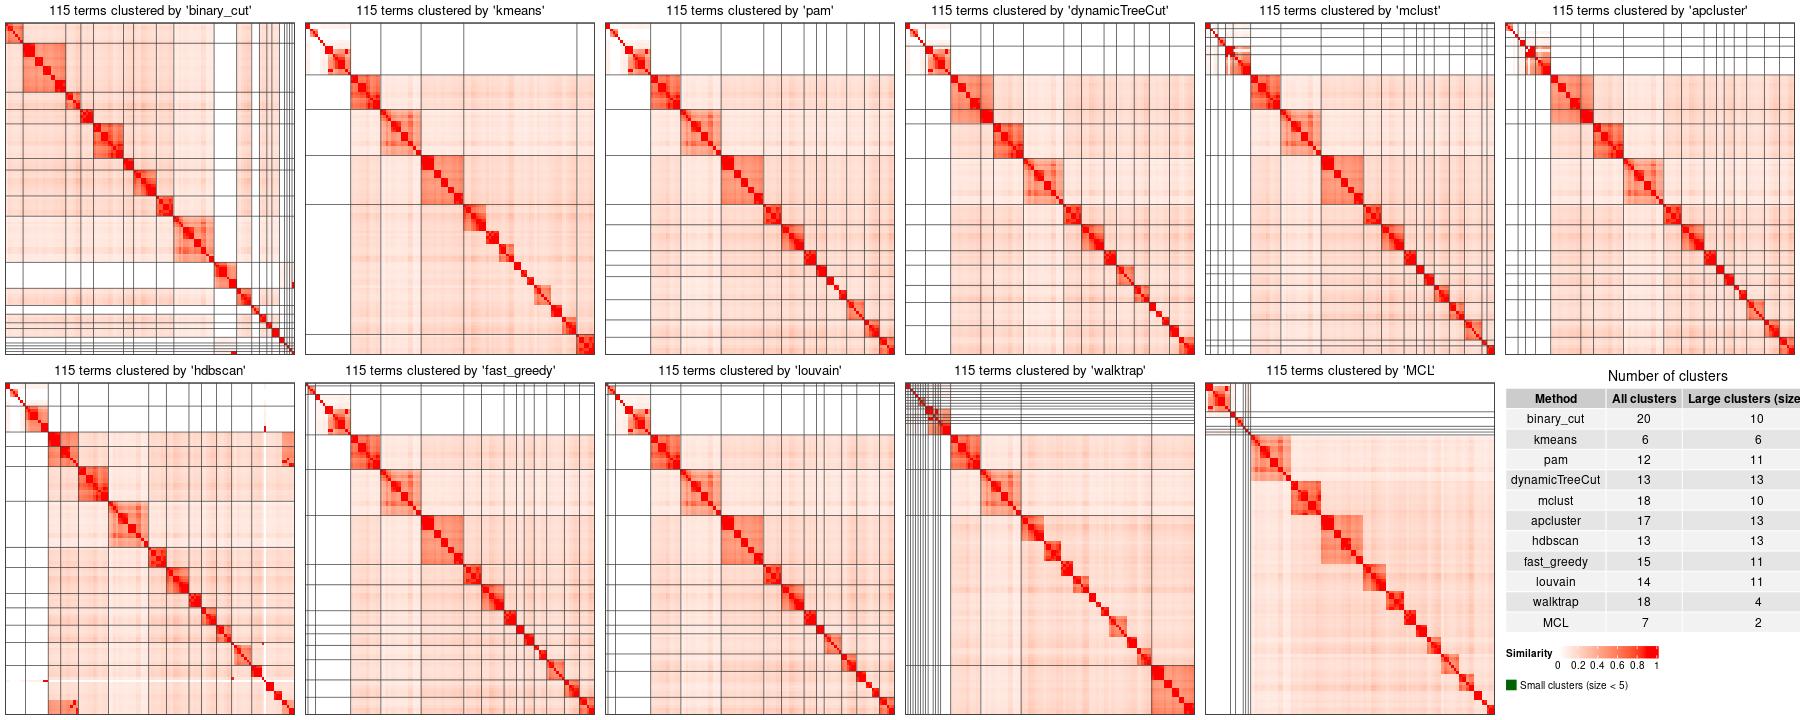 115 terms clustered by 'binary_cut'
115 terms clustered by 'kmeans'
115 terms clustered by 'pam'
115 terms clustered by 'dynamicTreeCut'
115 terms clustered by 'mclust'
115 terms clustered by 'apcluster'
115 terms clustered by 'hdbscan'
115 terms clustered by 'fast_greedy'
115 terms clustered by 'louvain'
115 terms clustered by 'walktrap'
115 terms clustered by 'MCL'
Number of clusters
Method All clusters Large clusters (size
binary_cut 20 10
kmeans 6 6
pam 12 11
dynamicTreeCut 13 13
mclust 18 10
apcluster 17 13
hdbscan 13 13
fast_greedy 15 11
louvain 14 11
walktrap 18 4
MCL 7 2
Similarity
0 0.2 0.4 0.6 0.8 1
Small clusters (size < 5)